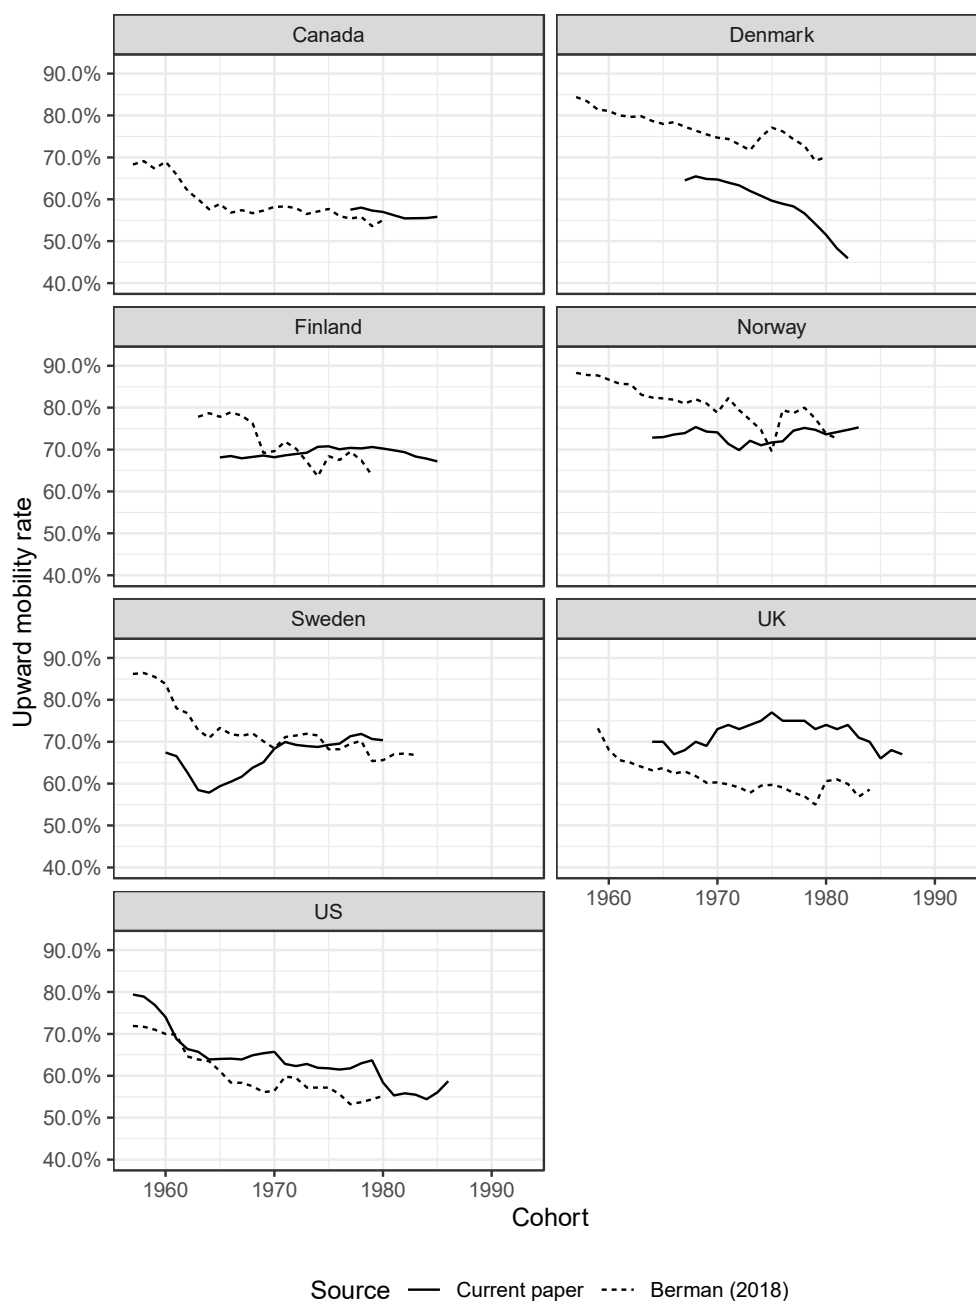 Canada
Denmark
90.0%
80.0%
70.0%
60.0%
50.0%
40.0%
Finland
Norway
90.0%
80.0%
70.0%
60.0%
50.0%
40.0%
Upward mobility rate
Sweden
UK
90.0%
80.0%
70.0%
60.0%
50.0%
40.0%
1960 1970 1980 1990
US
90.0%
80.0%
70.0%
60.0%
50.0%
40.0%
1960 1970 1980 1990
Cohort
Source Current paper Berman (2018)